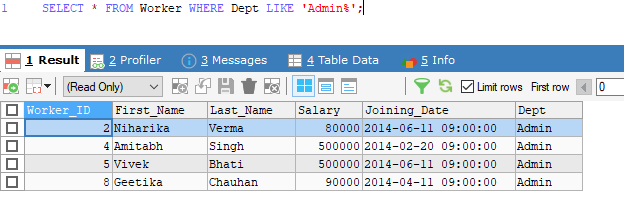 1 SELECT * FROM Worker WHERE Dept LIKE 'Admin%';
1 Result 2 Profiler 3 Messages 4 Table Data 5 Info
(Read Only) Limit rows First row 0
Worker_ID First_Name Last_Name Salary Joining_Date Dept
2 Niharika Verma 80000 2014-06-11 09:00:00 Admin
4 Amitabh Singh 500000 2014-02-20 09:00:00 Admin
5 Vivek Bhati 500000 2014-06-11 09:00:00 Admin
8 Geetika Chauhan 90000 2014-04-11 09:00:00 Admin